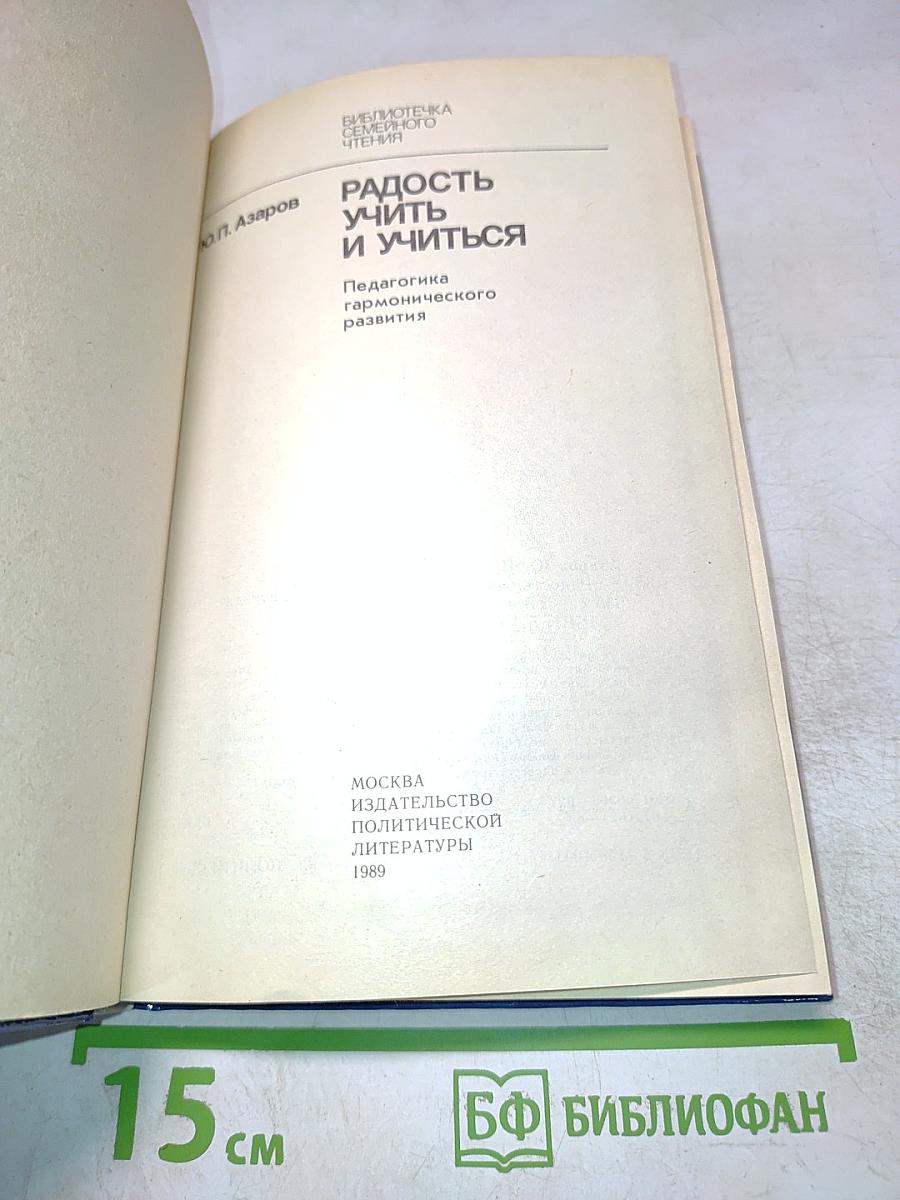 БИБЛИОТЕЧКА
СЕМЕЙНОГО
ЧТЕНИЯ
Ю.П. Азаров
РАДОСТЬ
УЧИТЬ
И УЧИТЬСЯ
Педагогика
гармонического
развития
МОСКВА
ИЗДАТЕЛЬСТВО
ПОЛИТИЧЕСКОЙ
ЛИТЕРАТУРЫ
1989
15 см
БФ БИБЛИОФАН